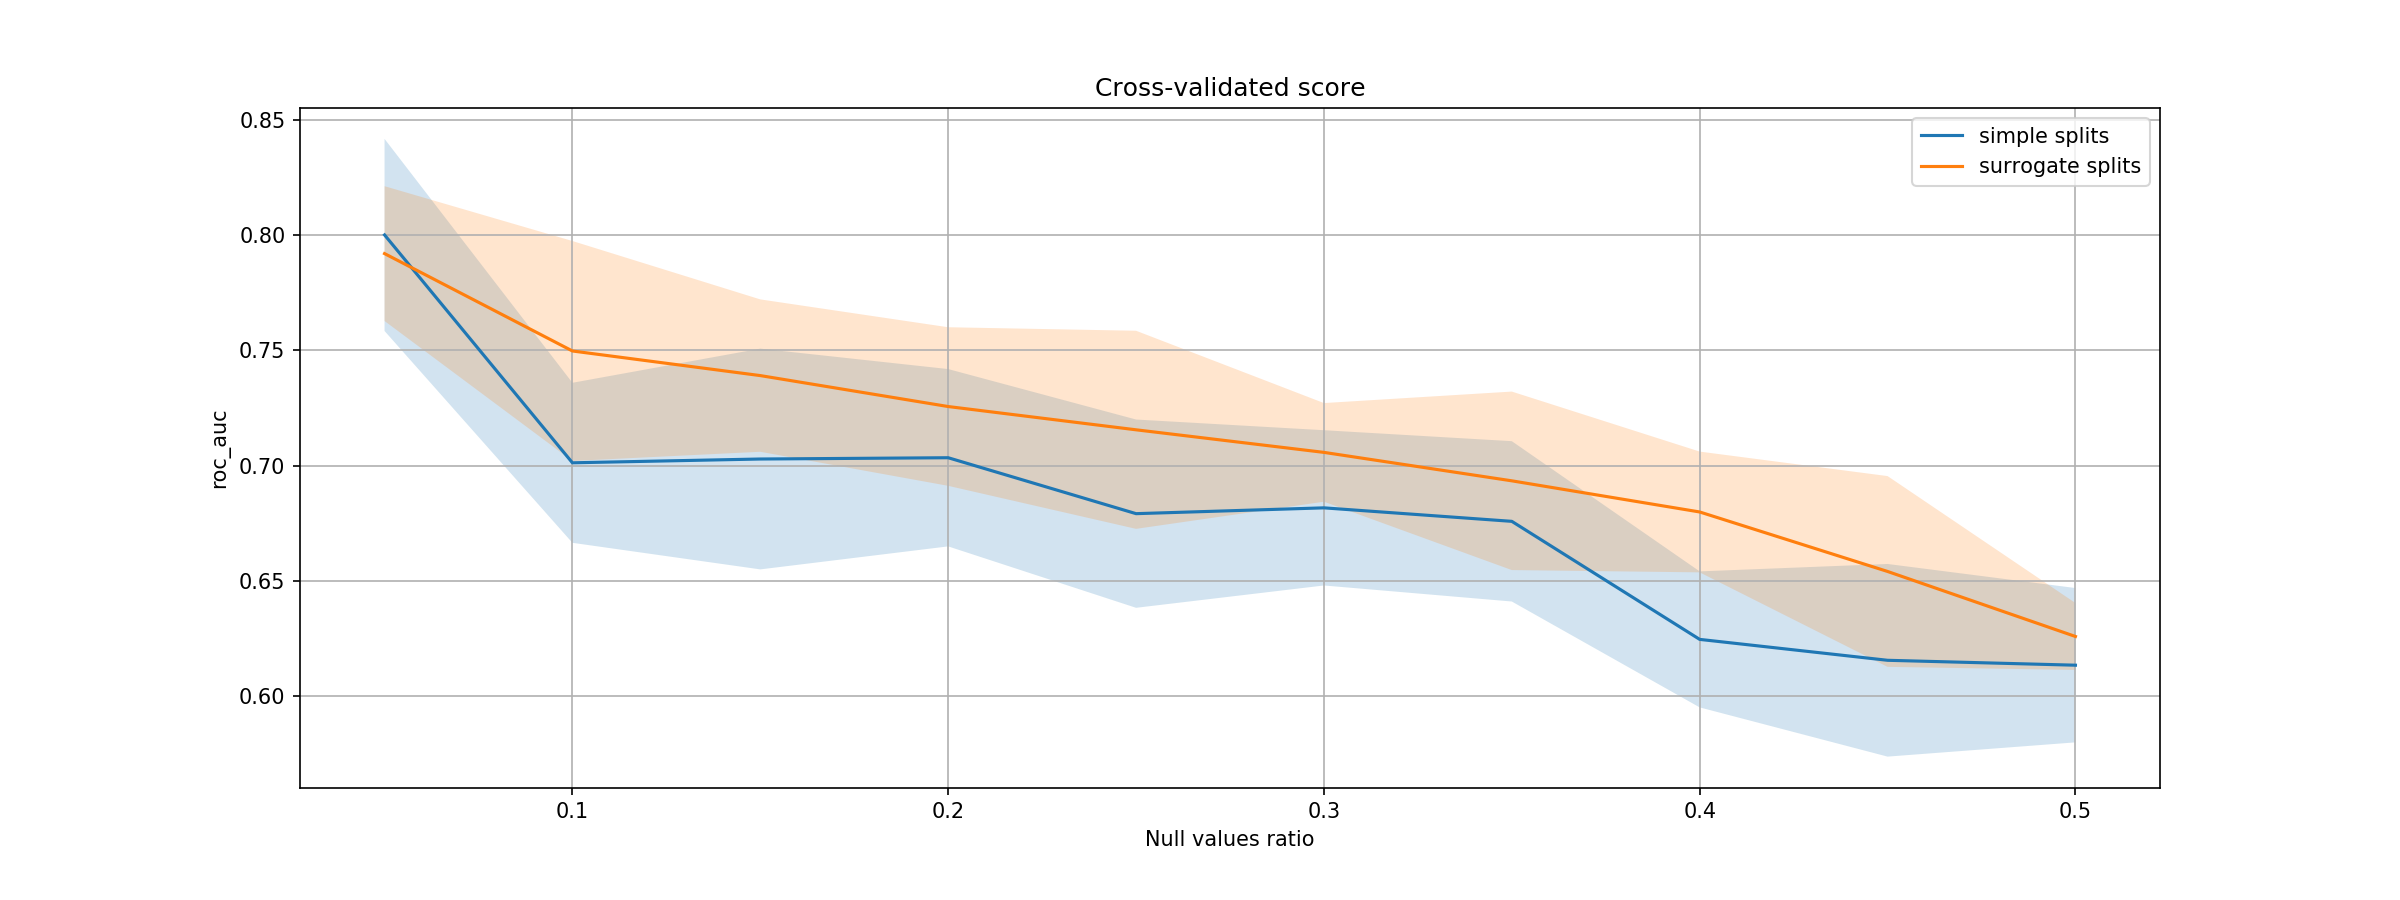 Cross-validated score
simple splits
surrogate splits
roc_auc
0.85
0.80
0.75
0.70
0.65
0.60
0.1
0.2
0.3
0.4
0.5
Null values ratio